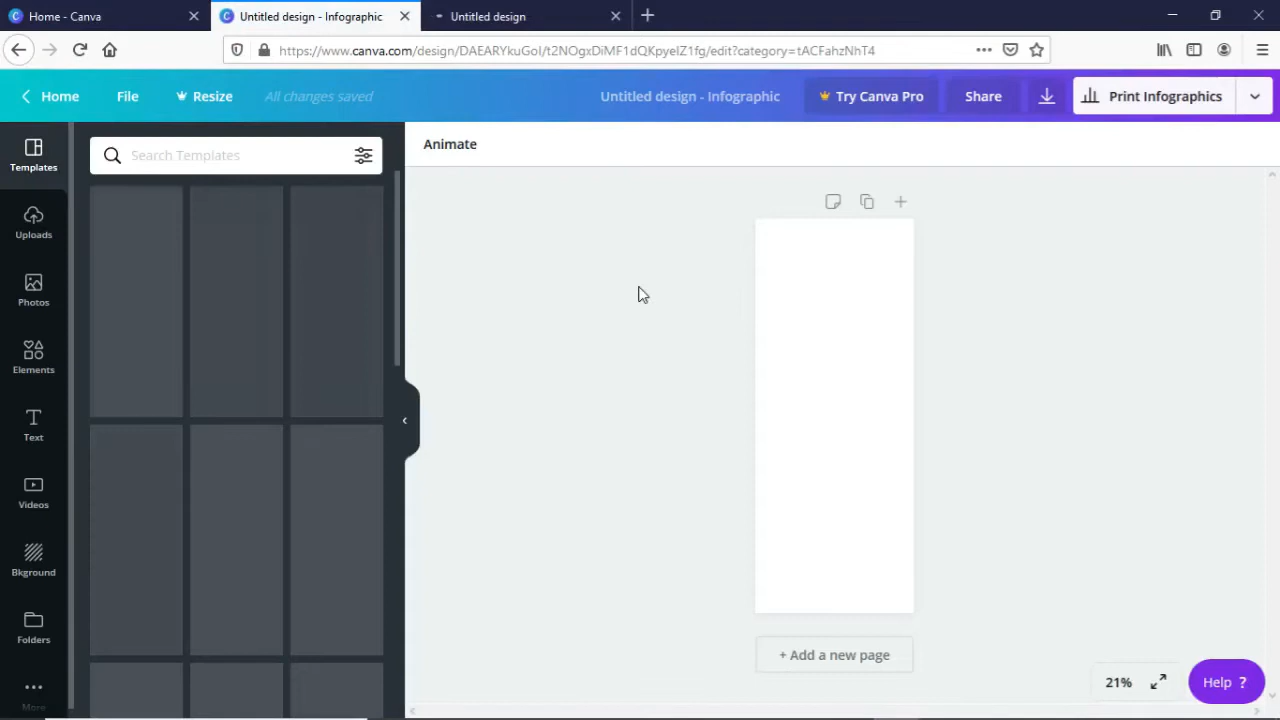 Home - Canva
Untitled design - Infographic
Untitled design
https://www.canva.com/design/DAEARYkuGoI/t2NOgxDiMF1dQKpyeIZ1fg/edit?category=tACFahzNhT4
Home
File
Resize
All changes saved
Untitled design - Infographic
Try Canva Pro
Share
Print Infographics
Templates
Search Templates
Animate
Uploads
Photos
Elements
Text
Videos
Bkground
Folders
More
+ Add a new page
21%
Help ?